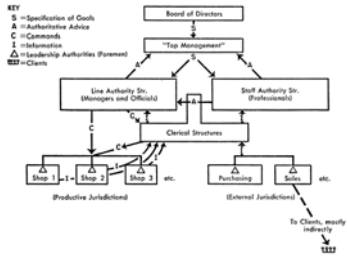 KEY
S = Specification of Goals
A = Authoritative Advice
C = Commands
I = Information
=Leadership Authorities (Foremen)
=Clients
Board of Directors
S
"Top Management"
A
S
A
Line Authority Str.
(Managers and Officials)
A
Staff Authority Str.
(Professionals)
C
C
Clerical Structures
C
I
I
Shop 1
I
Shop 2
Shop 3
etc.
Purchasing
Sales
etc.
(Productive Jurisdictions)
(External Jurisdictions)
To Clients, mostly
indirectly